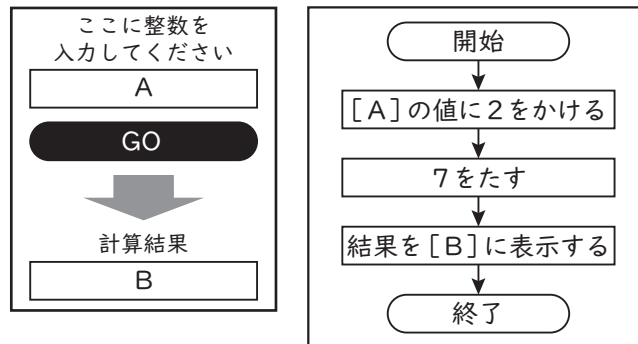 ここに整数を
入力してください
A
GO
計算結果
B
開始
[A]の値に2をかける
7をたす
結果を[B]に表示する
終了